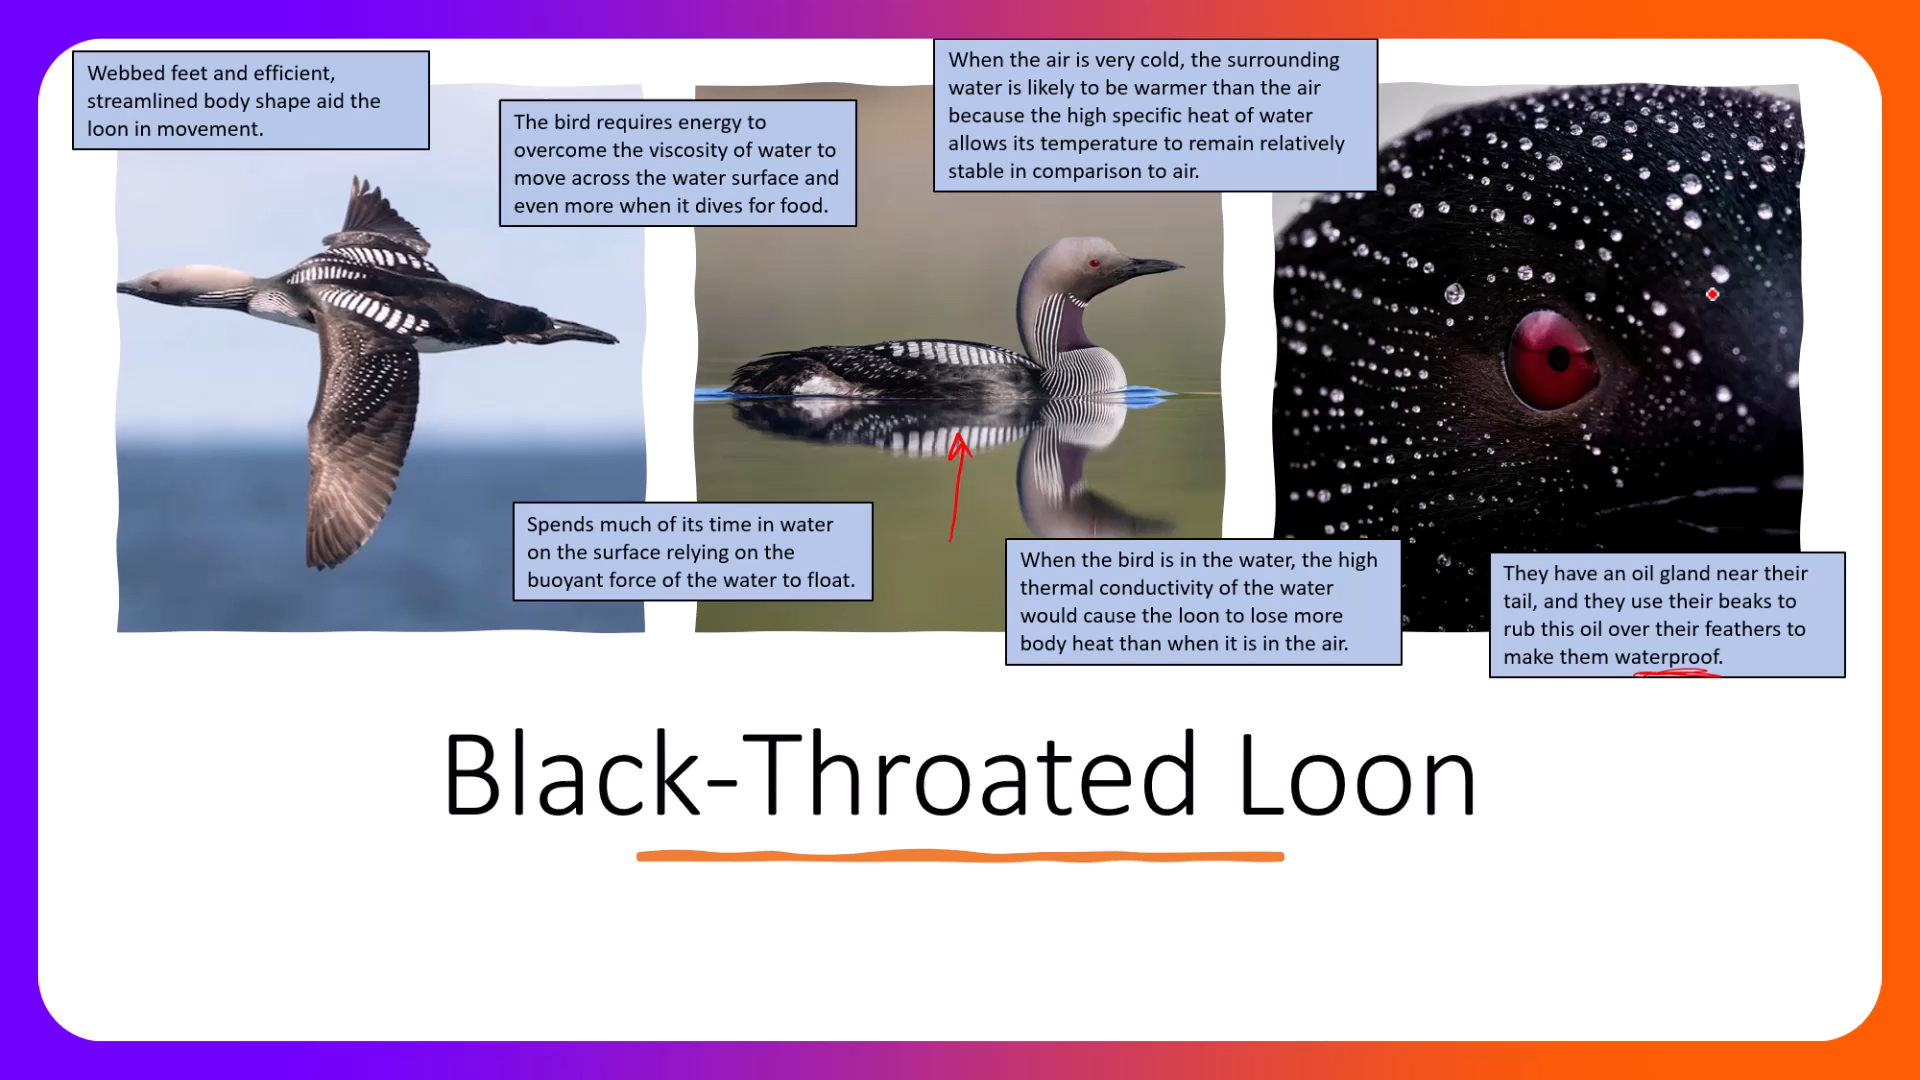 Webbed feet and efficient,
streamlined body shape aid the
loon in movement.
The bird requires energy to
overcome the viscosity of water to
move across the water surface and
even more when it dives for food.
When the air is very cold, the surrounding
water is likely to be warmer than the air
because the high specific heat of water
allows its temperature to remain relatively
stable in comparison to air.
Spends much of its time in water
on the surface relying on the
buoyant force of the water to float.
When the bird is in the water, the high
thermal conductivity of the water
would cause the loon to lose more
body heat than when it is in the air.
They have an oil gland near their
tail, and they use their beaks to
rub this oil over their feathers to
make them waterproof.
Black-Throated Loon